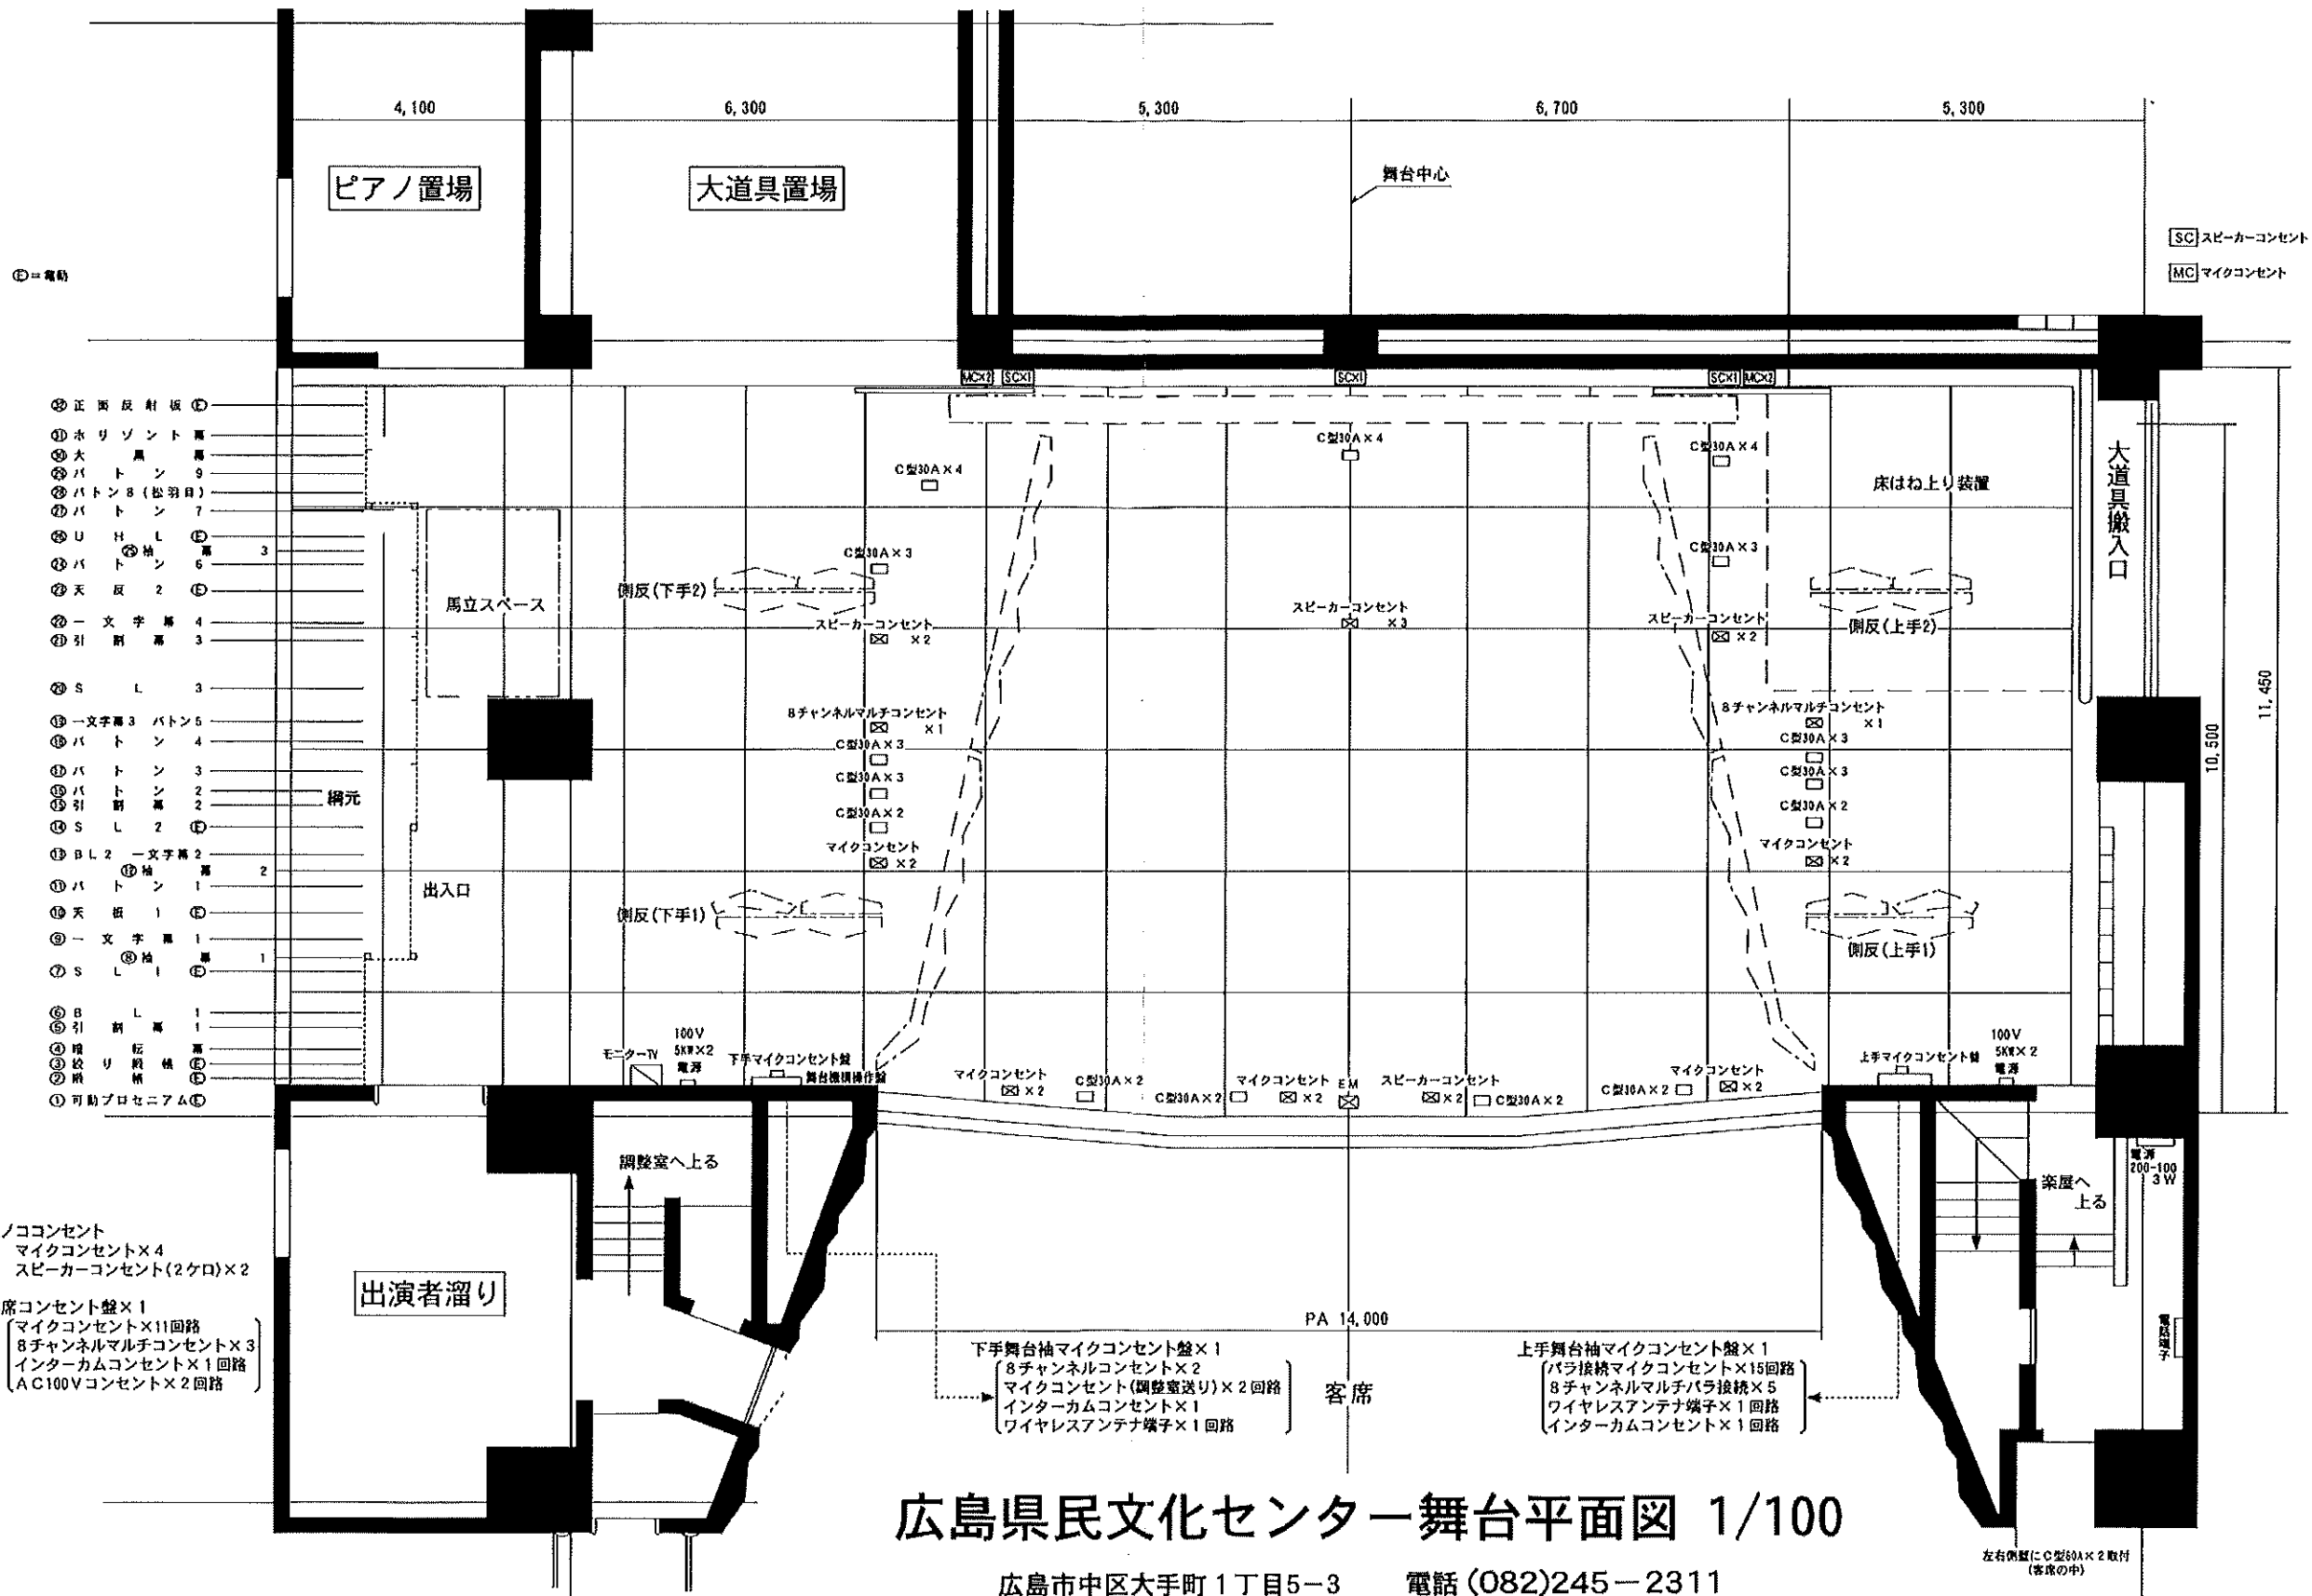 4,100
6,300
5,300
6,700
5,300
ピアノ置場
大道具置場
舞台中心
SC スピーカーコンセント
MC マイクコンセント
Ⓔ=電動
MC×2 SC×1
SC×1
SC×1 MC×2
㉜正面反射板Ⓔ
㉛ホリゾント幕
㉚大黒幕
㉙バトン9
㉘バトン8(松羽目)
㉗バトン7
㉖UHLⒺ
㉕袖幕3
バトン6
㉓天反2Ⓔ
㉒一文字幕4
㉑引割幕3
⑳SL3
⑲一文字幕3 バトン5
⑱バトン4
⑰バトン3
⑯バトン2
⑮引割幕2
⑭SL2Ⓔ
⑬BL2 一文字幕2
⑫袖幕2
⑪バトン1
⑩天板1Ⓔ
⑨一文字幕1
⑧袖幕1
⑦SL1Ⓔ
⑥BL1
⑤引割幕1
④暗転幕
③絞り緞帳Ⓔ
②緞帳Ⓔ
①可動プロセニアムⒺ
綱元
馬立スペース
出入口
C型30A×4
C型30A×4
C型30A×4
床はね上り装置
大道具搬入口
C型30A×3
C型30A×3
側反(下手2)
側反(上手2)
スピーカーコンセント
×2
スピーカーコンセント
×3
スピーカーコンセント
×2
8チャンネルマルチコンセント
×1
C型30A×3
C型30A×3
C型30A×2
マイクコンセント
×2
8チャンネルマルチコンセント
×1
C型30A×3
C型30A×3
C型30A×2
マイクコンセント
×2
10,500
11,450
側反(下手1)
側反(上手1)
モニターTV
100V
5KW×2
電源
下手マイクコンセント盤
舞台機構操作盤
マイクコンセント
×2
C型30A×2
C型30A×2
マイクコンセント
×2
EM
スピーカーコンセント
×2
C型30A×2
C型30A×2
マイクコンセント
×2
上手マイクコンセント盤
100V
5KW×2
電源
調整室へ上る
楽屋へ
上る
電源
200-100
3W
電話端子
ノココンセント
マイクコンセント×4
スピーカーコンセント(2ケ口)×2
席コンセント盤×1
マイクコンセント×11回路
8チャンネルマルチコンセント×3
インターカムコンセント×1回路
AC100Vコンセント×2回路
出演者溜り
PA 14,000
下手舞台袖マイクコンセント盤×1
8チャンネルコンセント×2
マイクコンセント(調整室送り)×2回路
インターカムコンセント×1
ワイヤレスアンテナ端子×1回路
客席
上手舞台袖マイクコンセント盤×1
パラ接続マイクコンセント×15回路
8チャンネルマルチパラ接続×5
ワイヤレスアンテナ端子×1回路
インターカムコンセント×1回路
広島県民文化センター舞台平面図 1/100
広島市中区大手町1丁目5-3 電話(082)245-2311
左右側壁にC型60A×2取付
(客席の中)